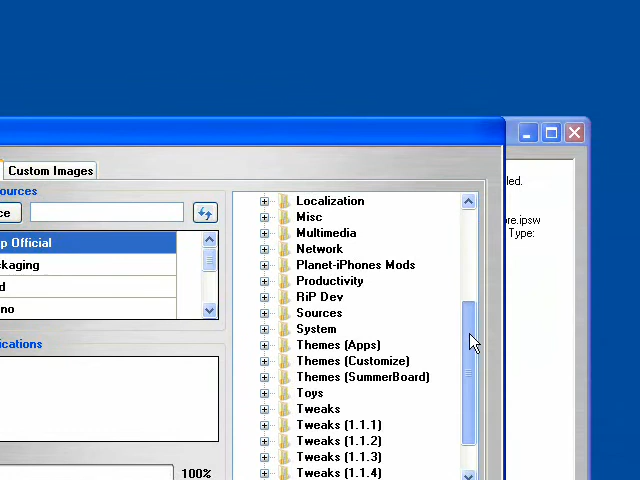 Custom Images
ources
ce
p Official
ckaging
d
no
ications
100%
Localization
Misc
Multimedia
Network
Planet-iPhones Mods
Productivity
RiP Dev
Sources
System
Themes (Apps)
Themes (Customize)
Themes (SummerBoard)
Toys
Tweaks
Tweaks (1.1.1)
Tweaks (1.1.2)
Tweaks (1.1.3)
Tweaks (1.1.4)
led.
ore.ipsw
Type: